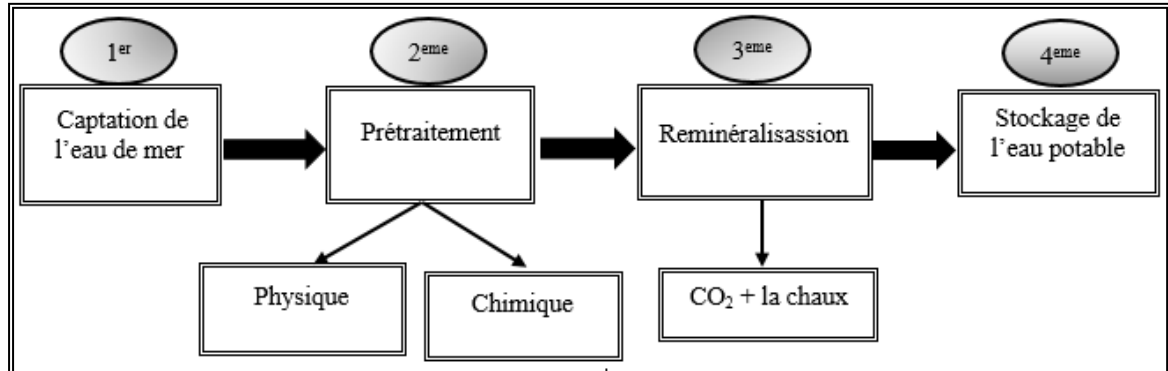 1er
2eme
3eme
4eme
Captation de
l’eau de mer
Prétraitement
Reminéralisassion
Stockage de
l’eau potable
Physique
Chimique
CO2 + la chaux